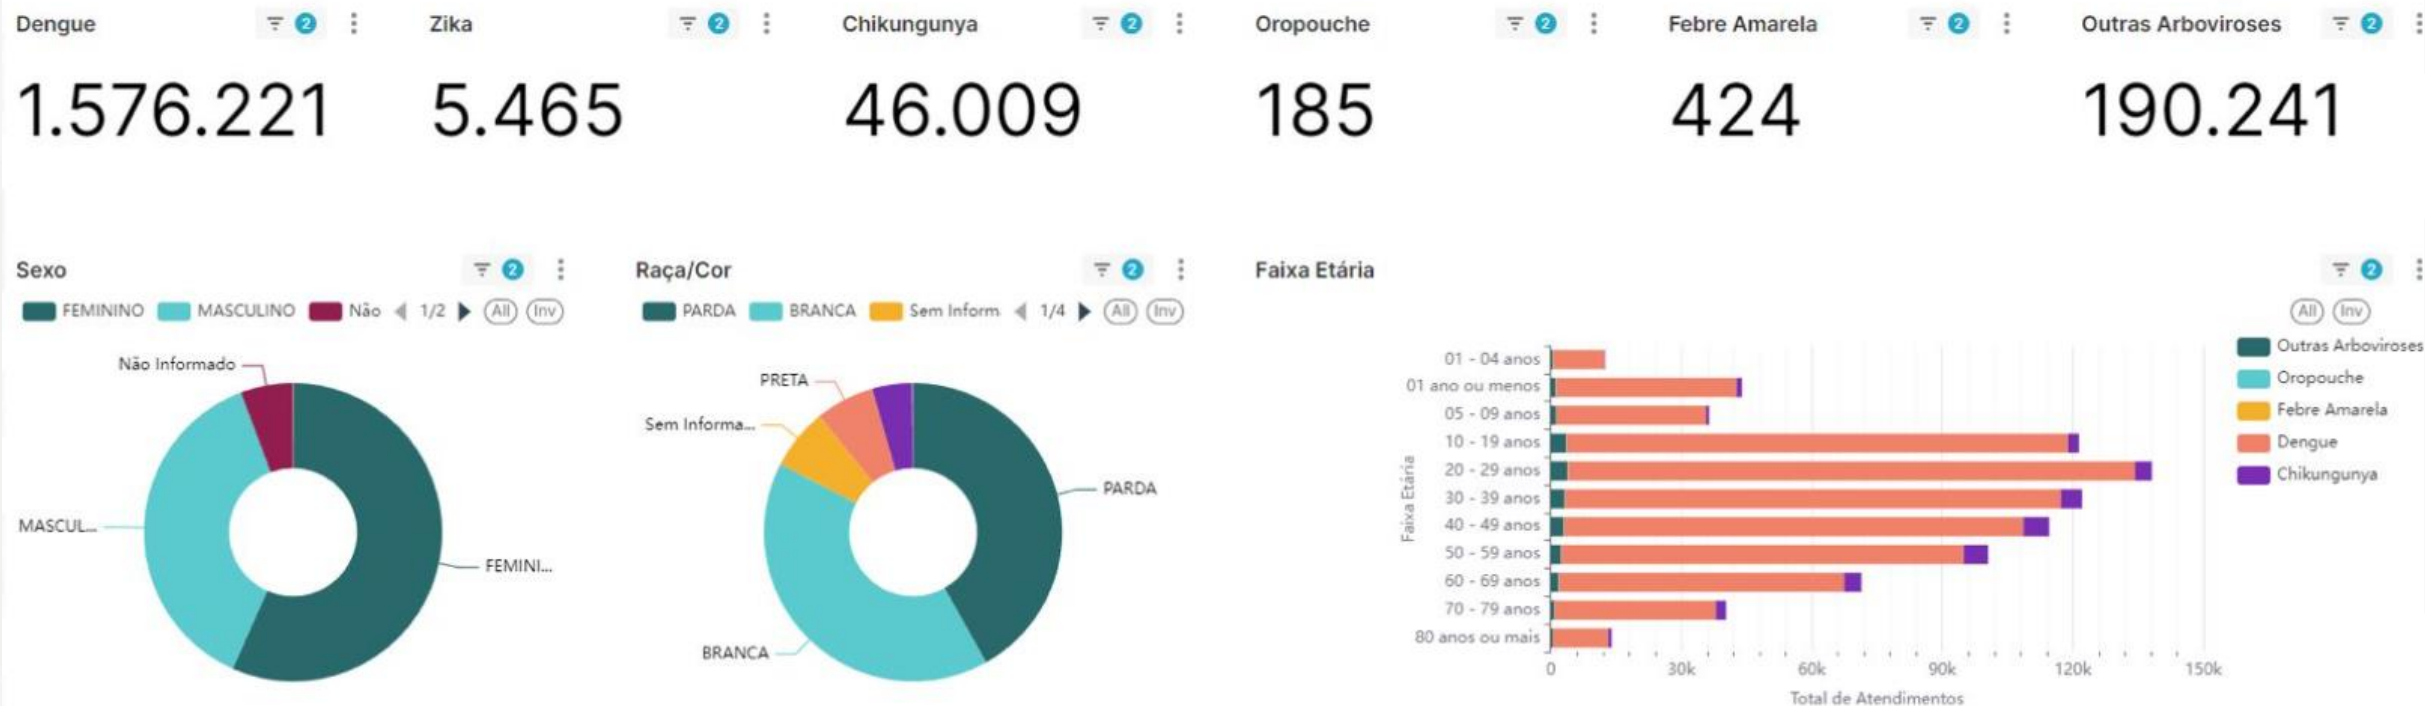 Dengue 2
Zika 2
Chikungunya 2
Oropouche 2
Febre Amarela 2
Outras Arboviroses 2
1.576.221
5.465
46.009
185
424
190.241
Sexo 2
FEMININO MASCULINO Não 1/2 All Inv
Não Informado
MASCUL...
FEMINI...
Raça/Cor 2
PARDA BRANCA Sem Inform 1/4 All Inv
PRETA
Sem Informa...
PARDA
BRANCA
Faixa Etária 2
All Inv
Outras Arboviroses
Oropouche
Febre Amarela
Dengue
Chikungunya
Faixa Etária
01 - 04 anos
01 ano ou menos
05 - 09 anos
10 - 19 anos
20 - 29 anos
30 - 39 anos
40 - 49 anos
50 - 59 anos
60 - 69 anos
70 - 79 anos
80 anos ou mais
0 30k 60k 90k 120k 150k
Total de Atendimentos